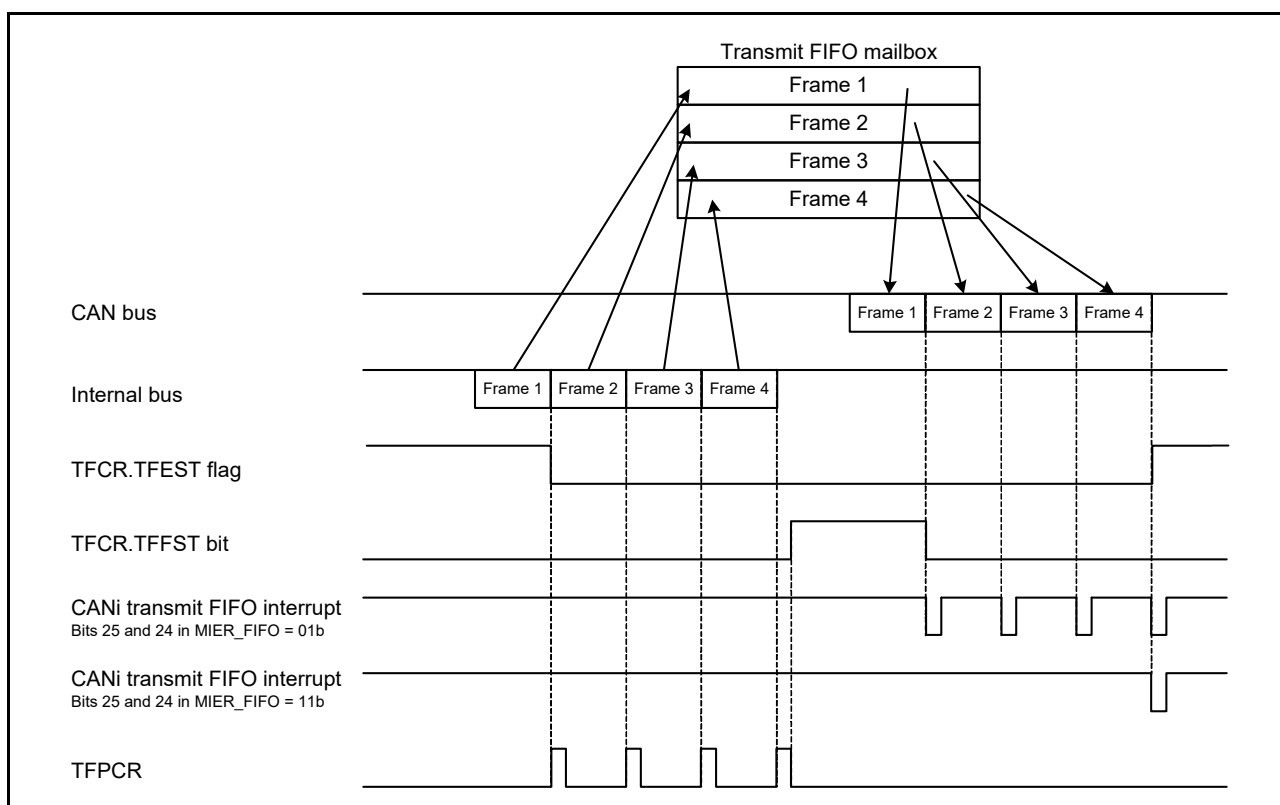 Transmit FIFO mailbox
Frame 1
Frame 2
Frame 3
Frame 4
CAN bus
Frame 1 Frame 2 Frame 3 Frame 4
Internal bus
Frame 1 Frame 2 Frame 3 Frame 4
TFCR.TFEST flag
TFCR.TFFST bit
CANi transmit FIFO interrupt
Bits 25 and 24 in MIER_FIFO = 01b
CANi transmit FIFO interrupt
Bits 25 and 24 in MIER_FIFO = 11b
TFPCR